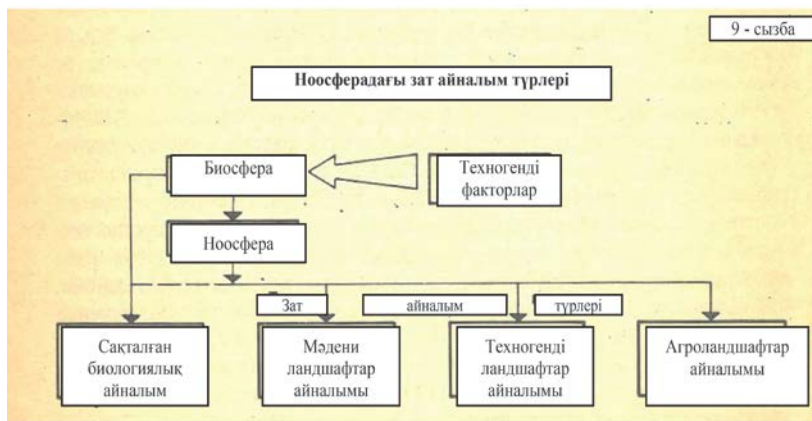 9 - сызба
Ноосферадағы зат айналым түрлері
Биосфера
Техногенді
факторлар
Ноосфера
Зат
айналым
түрлері
Сақталған
биологиялық
айналым
Мәдени
ландшафтар
айналымы
Техногенді
ландшафтар
айналымы
Агроландшафтар
айналымы